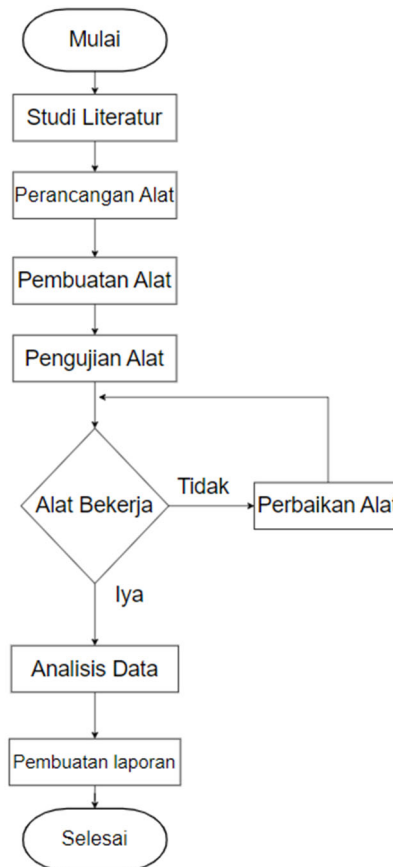 Mulai
Studi Literatur
Perancangan Alat
Pembuatan Alat
Pengujian Alat
Alat Bekerja
Tidak
Perbaikan Alat
Iya
Analisis Data
Pembuatan laporan
Selesai